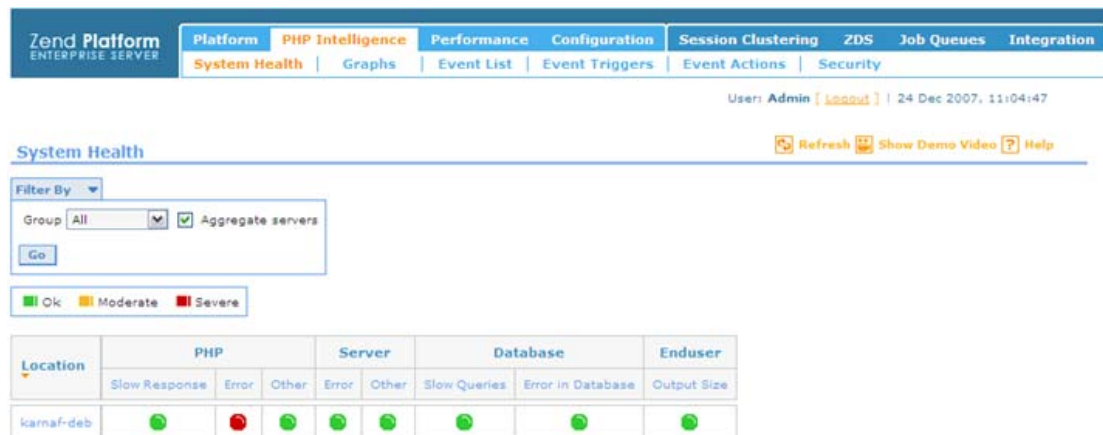 Zend Platform
ENTERPRISE SERVER
Platform PHP Intelligence Performance Configuration Session Clustering ZDS Job Queues Integration
System Health | Graphs | Event List | Event Triggers | Event Actions | Security
User: Admin [ Logout ] | 24 Dec 2007, 11:04:47
System Health
Refresh Show Demo Video ? Help
Filter By
Group All Aggregate servers
Go
Ok Moderate Severe
Location PHP Server Database Enduser
Slow Response Error Other Error Other Slow Queries Error in Database Output Size
karnaf-deb